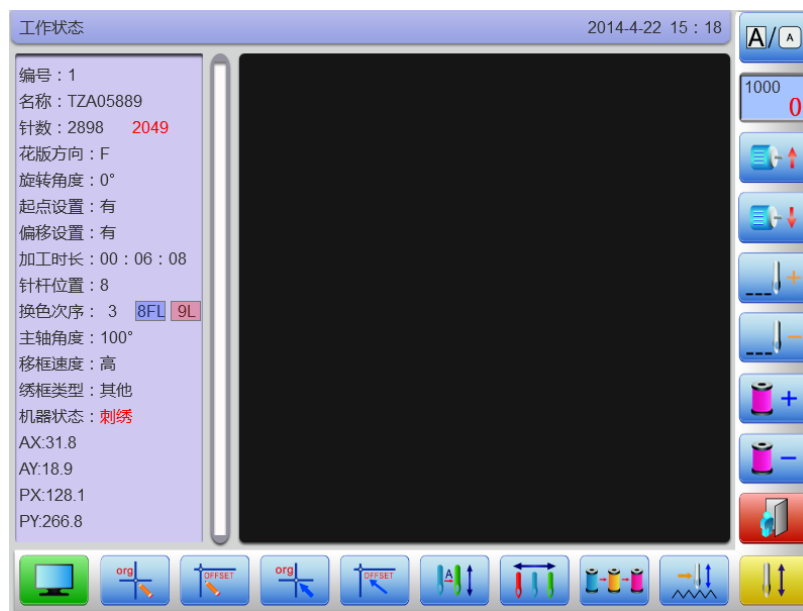 工作状态 2014-4-22 15：18
编号：1
名称：TZA05889
针数：2898 2049
花版方向：F
旋转角度：0°
起点设置：有
偏移设置：有
加工时长：00：06：08
针杆位置：8
换色次序： 3 8FL 9L
主轴角度：100°
移框速度：高
绣框类型：其他
机器状态：刺绣
AX:31.8
AY:18.9
PX:128.1
PY:266.8
A/A
1000
0
org
OFFSET
org
OFFSET
A